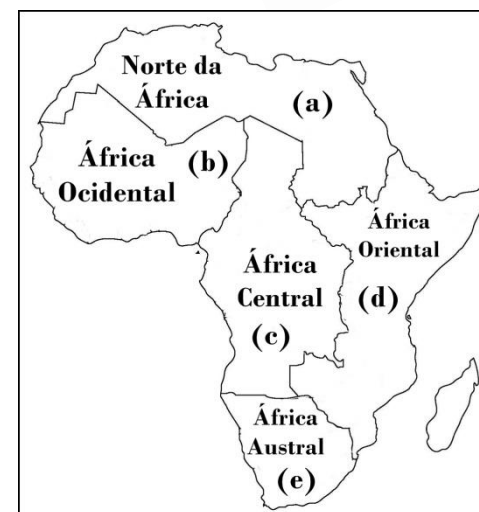 Norte da
África
(a)
África
Ocidental
(b)
África
Oriental
(d)
África
Central
(c)
África
Austral
(e)